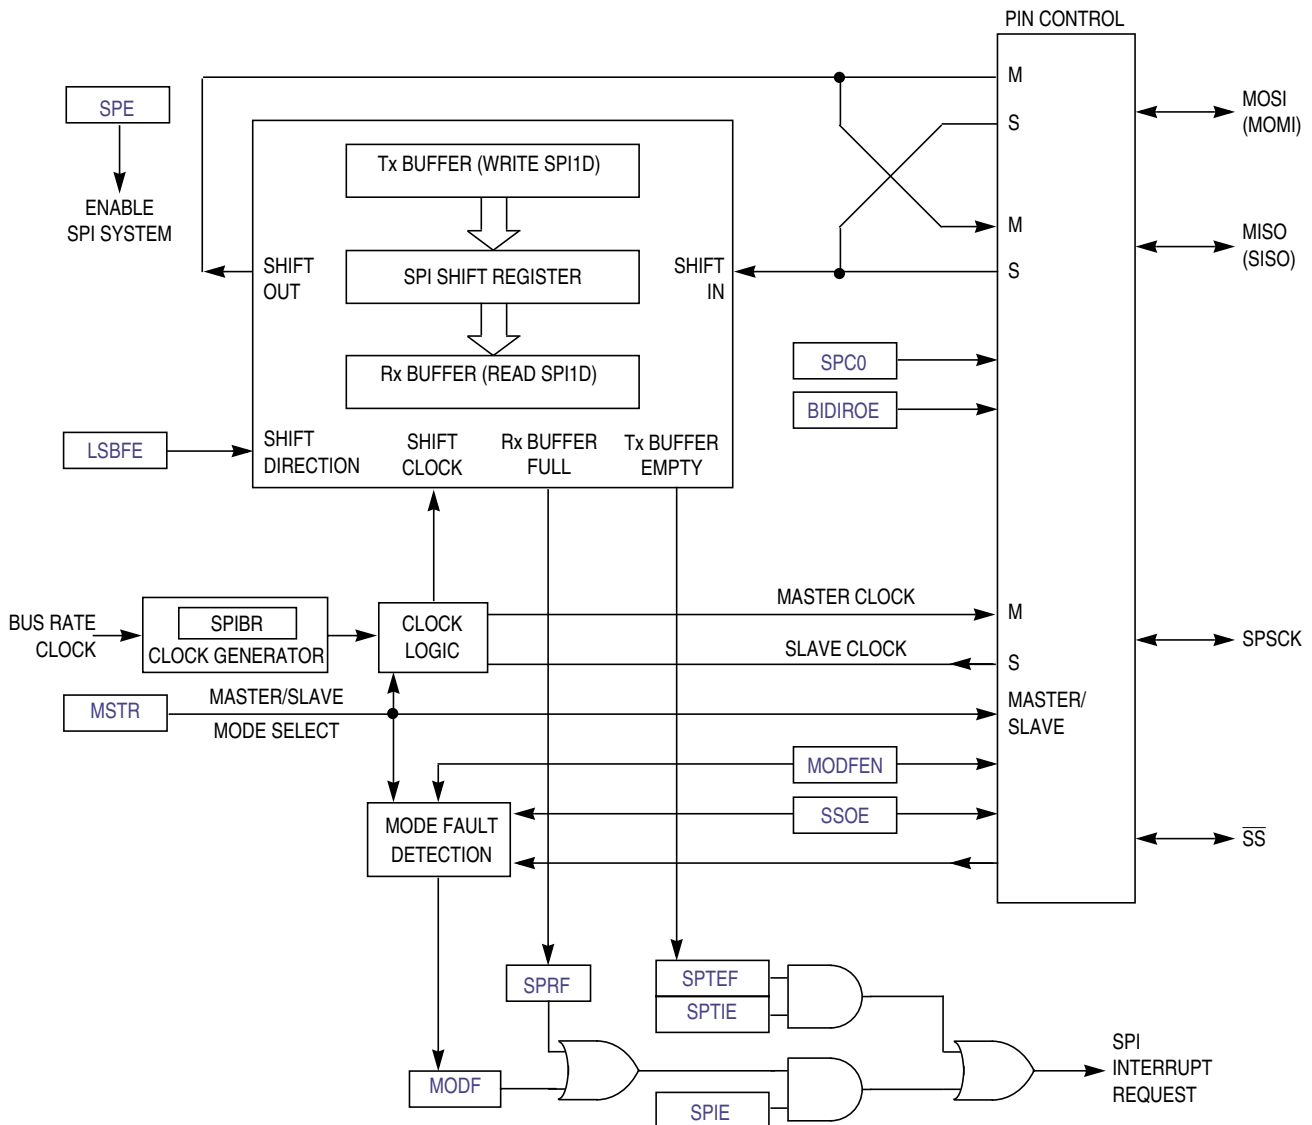 PIN CONTROL
M
SPE
MOSI
(MOMI)
S
Tx BUFFER (WRITE SPI1D)
ENABLE
SPI SYSTEM
M
MISO
(SISO)
SHIFT
OUT
SPI SHIFT REGISTER
SHIFT
IN
S
SPC0
Rx BUFFER (READ SPI1D)
BIDIROE
LSBFE
SHIFT
DIRECTION
SHIFT
CLOCK
Rx BUFFER
FULL
Tx BUFFER
EMPTY
BUS RATE
CLOCK
SPIBR
CLOCK GENERATOR
CLOCK
LOGIC
MASTER CLOCK
M
SLAVE CLOCK
S
SPSCK
MSTR
MASTER/SLAVE
MODE SELECT
MASTER/
SLAVE
MODFEN
SSOE
MODE FAULT
DETECTION
SS
SPRF
SPTEF
SPTIE
MODF
SPIE
SPI
INTERRUPT
REQUEST